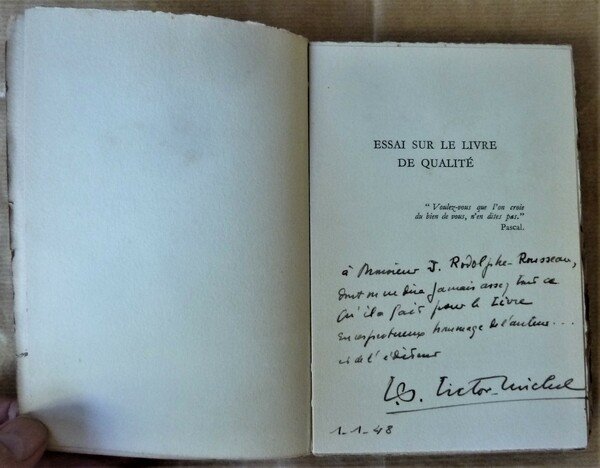 ESSAI SUR LE LIVRE
DE QUALITÉ
“ Voulez-vous que l'on croie
du bien de vous, n'en dites pas.”
Pascal.
à Monsieur J. Rodolphe-Rousseau,
dont on ne dira jamais assez tout ce
qu'il a fait pour le Livre
En respectueux hommage de l'auteur...
et de l'éditeur
Victor-Michel
1-1-48